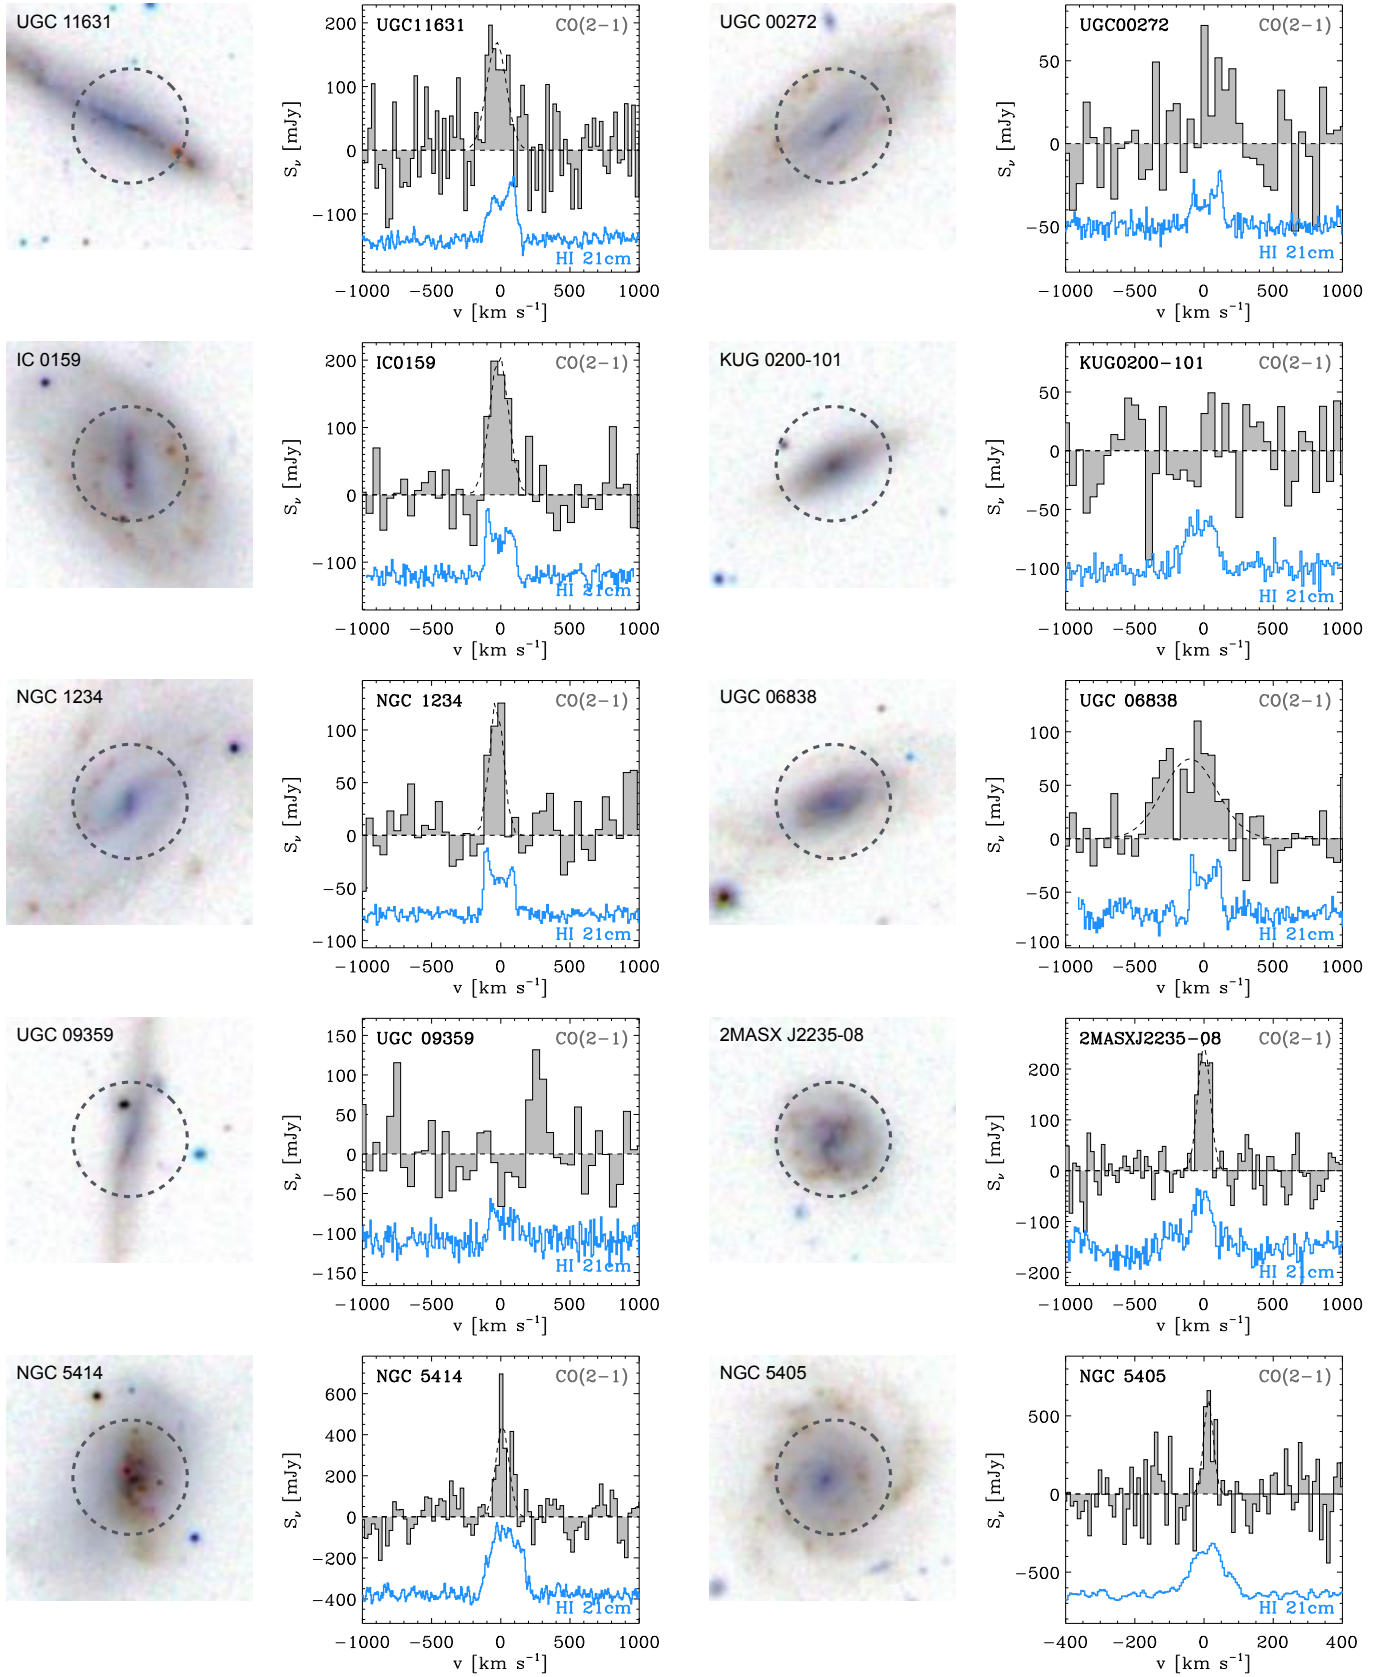 UGC 11631
UGC11631 CO(2−1)
200
100
0
−100
Sν [mJy]
HI 21cm
−1000 −500 0 500 1000
v [km s⁻¹]
UGC 00272
UGC00272 CO(2−1)
50
0
−50
Sν [mJy]
HI 21cm
−1000 −500 0 500 1000
v [km s⁻¹]
IC 0159
IC0159 CO(2−1)
200
100
0
−100
Sν [mJy]
HI 21cm
−1000 −500 0 500 1000
v [km s⁻¹]
KUG 0200-101
KUG0200−101 CO(2−1)
50
0
−50
−100
Sν [mJy]
HI 21cm
−1000 −500 0 500 1000
v [km s⁻¹]
NGC 1234
NGC 1234 CO(2−1)
100
50
0
−50
−100
Sν [mJy]
HI 21cm
−1000 −500 0 500 1000
v [km s⁻¹]
UGC 06838
UGC 06838 CO(2−1)
100
50
0
−50
−100
Sν [mJy]
HI 21cm
−1000 −500 0 500 1000
v [km s⁻¹]
UGC 09359
UGC 09359 CO(2−1)
150
100
50
0
−50
−100
−150
Sν [mJy]
HI 21cm
−1000 −500 0 500 1000
v [km s⁻¹]
2MASX J2235-08
2MASXJ2235−08 CO(2−1)
200
100
0
−100
−200
Sν [mJy]
HI 21cm
−1000 −500 0 500 1000
v [km s⁻¹]
NGC 5414
NGC 5414 CO(2−1)
600
400
200
0
−200
−400
Sν [mJy]
HI 21cm
−1000 −500 0 500 1000
v [km s⁻¹]
NGC 5405
NGC 5405 CO(2−1)
500
0
−500
Sν [mJy]
HI 21cm
−400 −200 0 200 400
v [km s⁻¹]